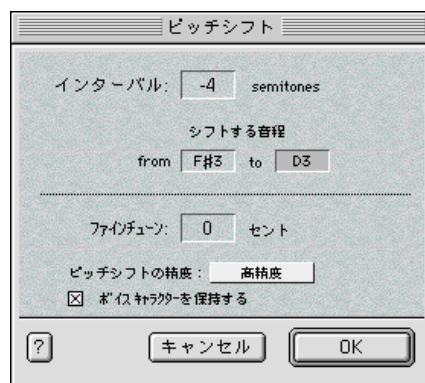 ピッチシフト
インターバル: -4 semitones
シフトする音程
from F#3 to D3
ファインチューン: 0 セント
ピッチシフトの精度: 高精度
ボイスキャラクターを保持する
? キャンセル OK